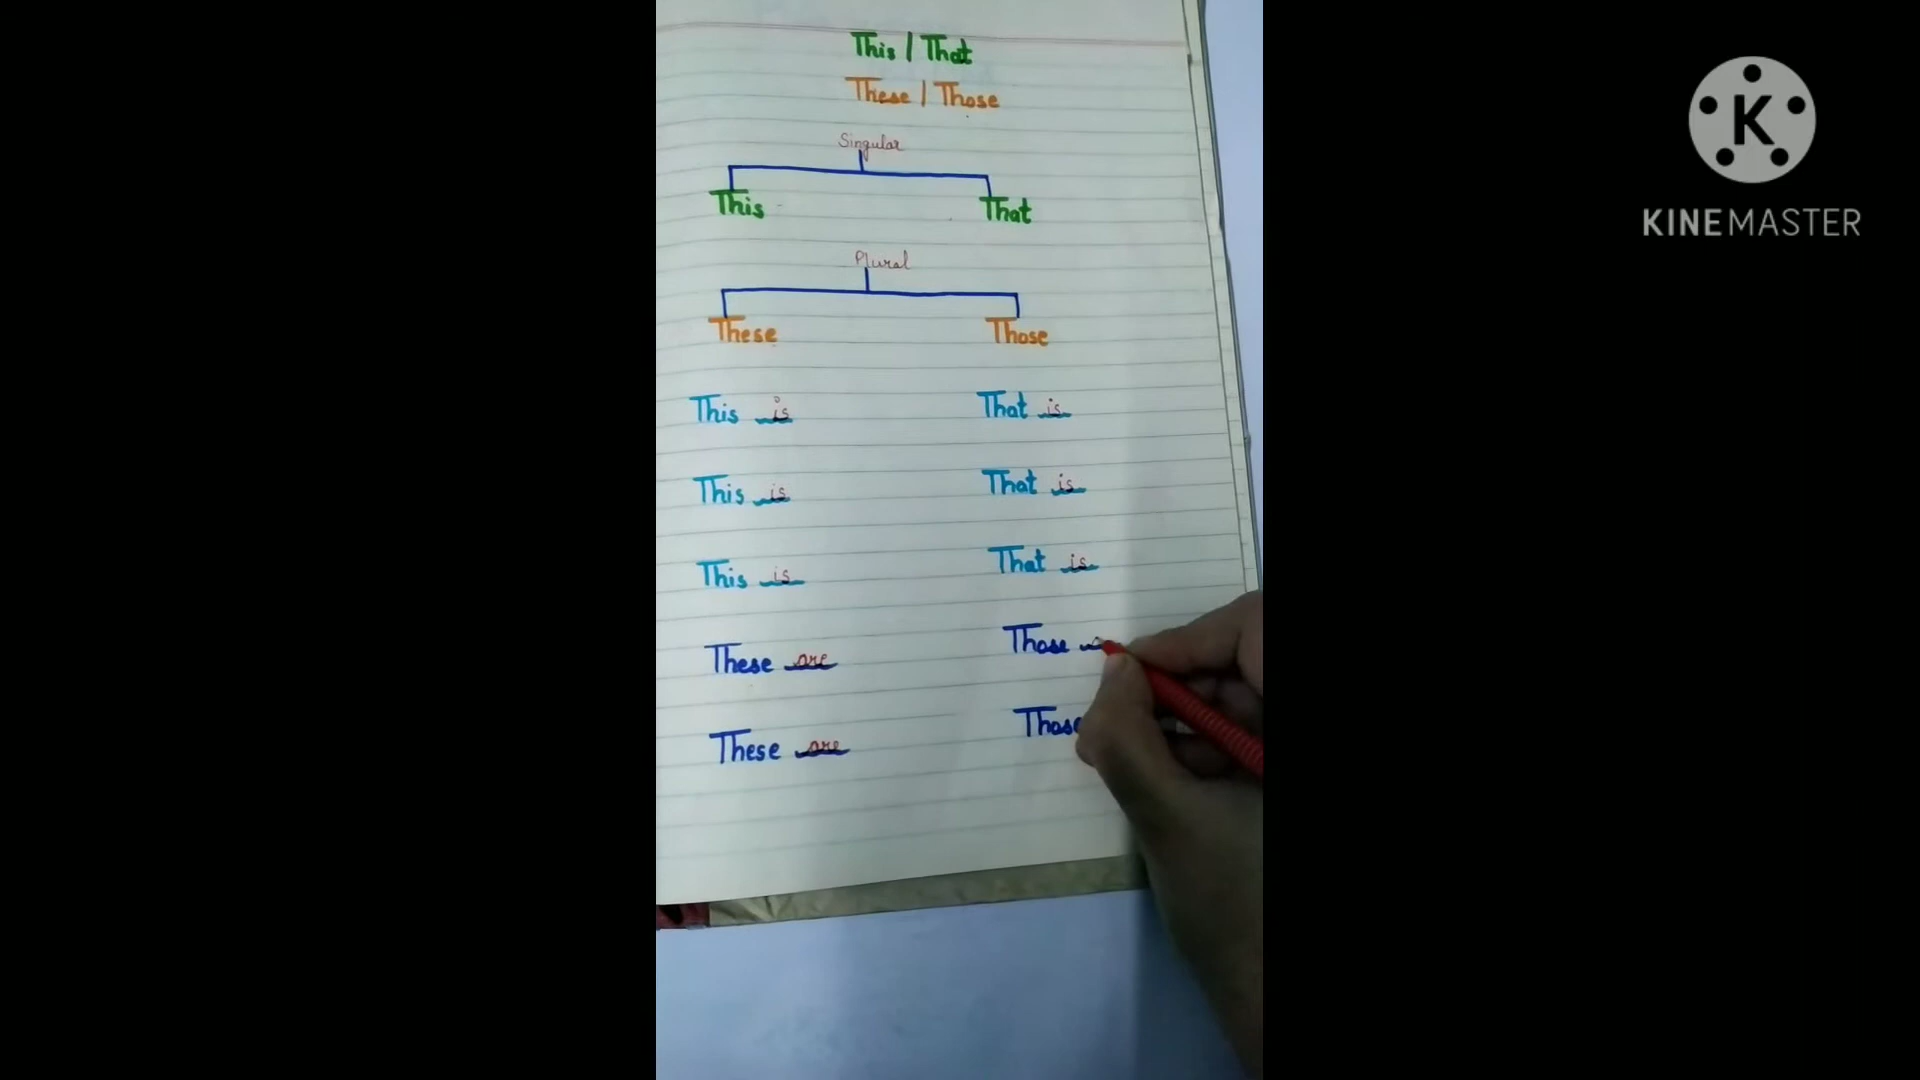 This / That
These / Those
Singular
This That
Plural
These Those
This is That is
This is That is
This is That is
These are Those
These are
KINEMASTER